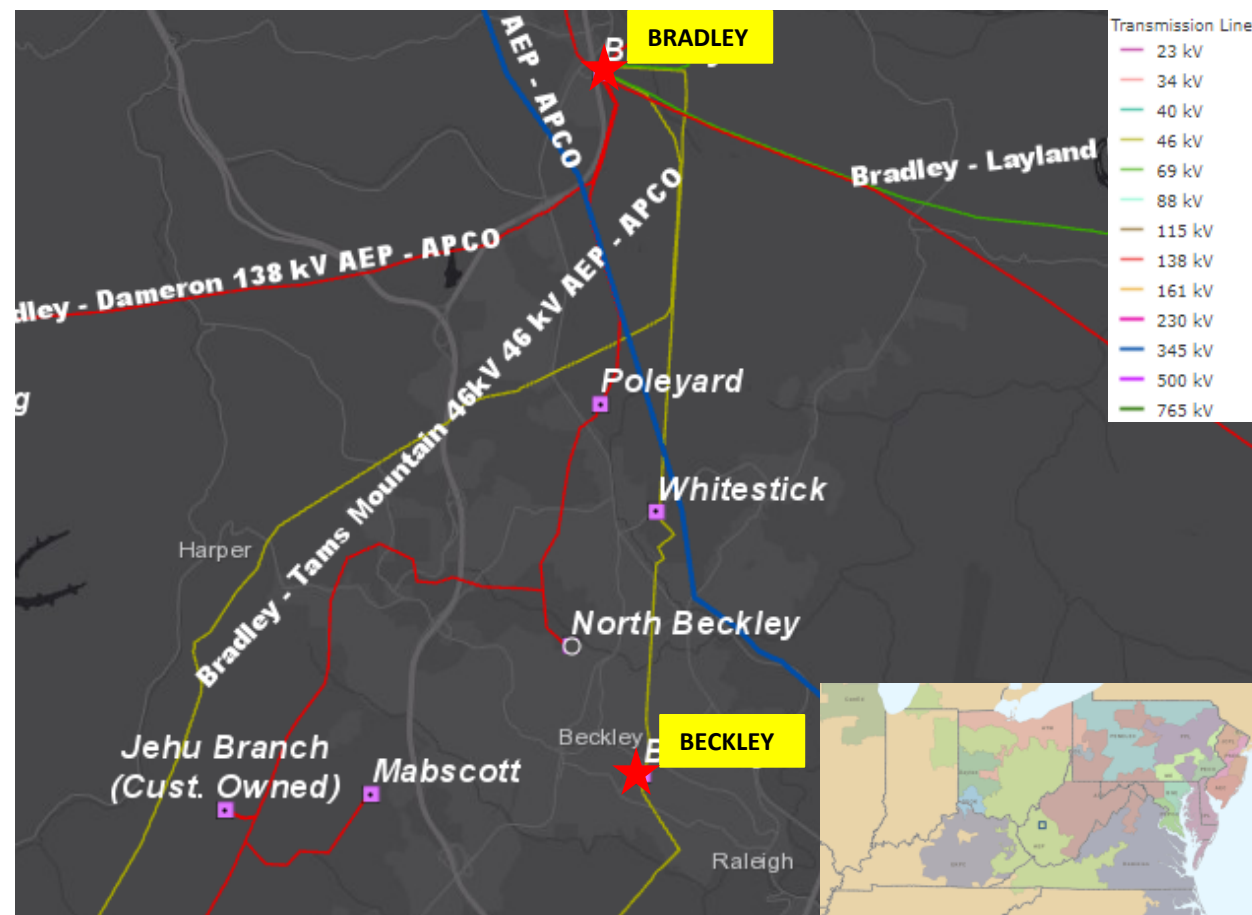 BRADLEY
AEP - APCO
Bradley - Layland
dley - Dameron 138 kV AEP - APCO
Bradley - Tams Mountain 46kV 46 kV AEP - APCO
g
Poleyard
Whitestick
Harper
North Beckley
Beckley
BECKLEY
Jehu Branch
(Cust. Owned)
Mabscott
Raleigh
Transmission Line
23 kV
34 kV
40 kV
46 kV
69 kV
88 kV
115 kV
138 kV
161 kV
230 kV
345 kV
500 kV
765 kV